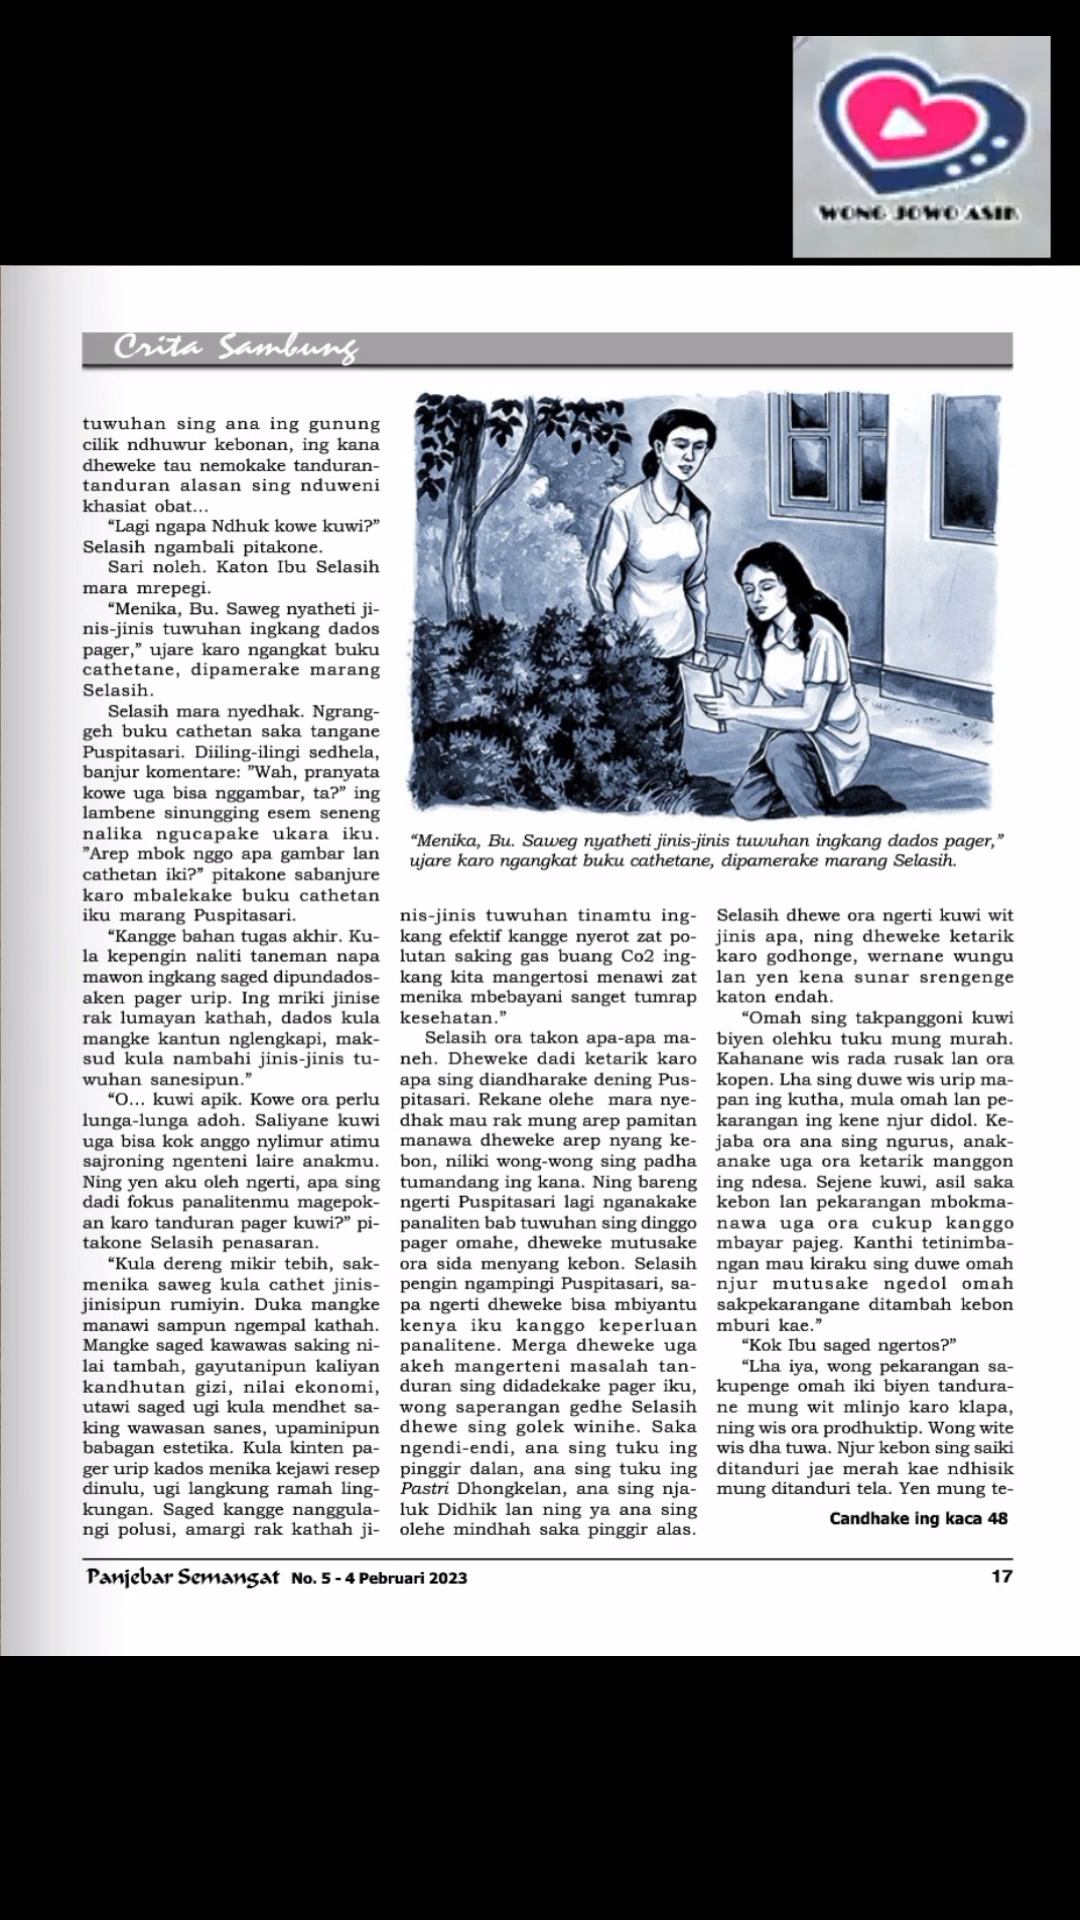 WONG JOWO ASIK
Crita Sambung
tuwuhan sing ana ing gunung
cilik ndhuwur kebonan, ing kana
dheweke tau nemokake tanduran-
tanduran alasan sing nduweni
khasiat obat...
“Lagi ngapa Ndhuk kowe kuwi?”
Selasih ngambali pitakone.
Sari noleh. Katon Ibu Selasih
mara mrepegi.
“Menika, Bu. Saweg nyatheti ji-
nis-jinis tuwuhan ingkang dados
pager,” ujare karo ngangkat buku
cathetane, dipamerake marang
Selasih.
Selasih mara nyedhak. Ngrang-
geh buku cathetan saka tangane
Puspitasari. Diiling-ilingi sedhela,
banjur komentare: ”Wah, pranyata
kowe uga bisa nggambar, ta?” ing
lambene sinungging esem seneng
nalika ngucapake ukara iku.
”Arep mbok nggo apa gambar lan
cathetan iki?” pitakone sabanjure
karo mbalekake buku cathetan
iku marang Puspitasari.
“Kangge bahan tugas akhir. Ku-
la kepengin naliti taneman napa
mawon ingkang saged dipundados-
aken pager urip. Ing mriki jinise
rak lumayan kathah, dados kula
mangke kantun nglengkapi, mak-
sud kula nambahi jinis-jinis tu-
wuhan sanesipun.”
“O... kuwi apik. Kowe ora perlu
lunga-lunga adoh. Saliyane kuwi
uga bisa kok anggo nylimur atimu
sajroning ngenteni laire anakmu.
Ning yen aku oleh ngerti, apa sing
dadi fokus panalitenmu magepok-
an karo tanduran pager kuwi?” pi-
takone Selasih penasaran.
“Kula dereng mikir tebih, sak-
menika saweg kula cathet jinis-
jinisipun rumiyin. Duka mangke
manawi sampun ngempal kathah.
Mangke saged kawawas saking ni-
lai tambah, gayutanipun kaliyan
kandhutan gizi, nilai ekonomi,
utawi saged ugi kula mendhet sa-
king wawasan sanes, upaminipun
babagan estetika. Kula kinten pa-
ger urip kados menika kejawi resep
dinulu, ugi langkung ramah ling-
kungan. Saged kangge nanggula-
ngi polusi, amargi rak kathah ji-
“Menika, Bu. Saweg nyatheti jinis-jinis tuwuhan ingkang dados pager,”
ujare karo ngangkat buku cathetane, dipamerake marang Selasih.
nis-jinis tuwuhan tinamtu ing-
kang efektif kangge nyerot zat po-
lutan saking gas buang Co2 ing-
kang kita mangertosi menawi zat
menika mbebayani sanget tumrap
kesehatan.”
Selasih ora takon apa-apa ma-
neh. Dheweke dadi ketarik karo
apa sing diandharake dening Pus-
pitasari. Rekane olehe mara nye-
dhak mau rak mung arep pamitan
manawa dheweke arep nyang ke-
bon, niliki wong-wong sing padha
tumandang ing kana. Ning bareng
ngerti Puspitasari lagi nganakake
panaliten bab tuwuhan sing dinggo
pager omahe, dheweke mutusake
ora sida menyang kebon. Selasih
pengin ngampingi Puspitasari, sa-
pa ngerti dheweke bisa mbiyantu
kenya iku kanggo keperluan
panalitene. Merga dheweke uga
akeh mangerteni masalah tan-
duran sing didadekake pager iku,
wong saperangan gedhe Selasih
dhewe sing golek winihe. Saka
ngendi-endi, ana sing tuku ing
pinggir dalan, ana sing tuku ing
Pastri Dhongkelan, ana sing nja-
luk Didhik lan ning ya ana sing
olehe mindhah saka pinggir alas.
Selasih dhewe ora ngerti kuwi wit
jinis apa, ning dheweke ketarik
karo godhonge, wernane wungu
lan yen kena sunar srengenge
katon endah.
“Omah sing takpanggoni kuwi
biyen olehku tuku mung murah.
Kahanane wis rada rusak lan ora
kopen. Lha sing duwe wis urip ma-
pan ing kutha, mula omah lan pe-
karangan ing kene njur didol. Ke-
jaba ora ana sing ngurus, anak-
anake uga ora ketarik manggon
ing ndesa. Sejene kuwi, asil saka
kebon lan pekarangan mbokma-
nawa uga ora cukup kanggo
mbayar pajeg. Kanthi tetinimba-
ngan mau kiraku sing duwe omah
njur mutusake ngedol omah
sakpekarangane ditambah kebon
mburi kae.”
“Kok Ibu saged ngertos?”
“Lha iya, wong pekarangan sa-
kupenge omah iki biyen tandura-
ne mung wit mlinjo karo klapa,
ning wis ora prodhuktip. Wong wite
wis dha tuwa. Njur kebon sing saiki
ditanduri jae merah kae ndhisik
mung ditanduri tela. Yen mung te-
Candhake ing kaca 48
Panjebar Semangat No. 5 - 4 Pebruari 2023
17